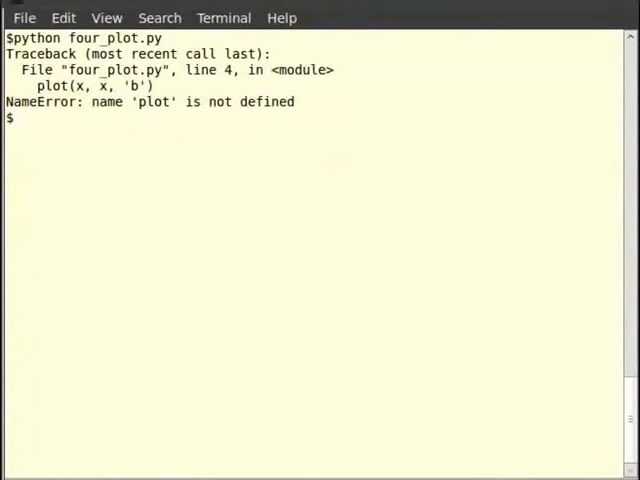 File Edit View Search Terminal Help
$python four_plot.py
Traceback (most recent call last):
  File "four_plot.py", line 4, in <module>
    plot(x, x, 'b')
NameError: name 'plot' is not defined
$